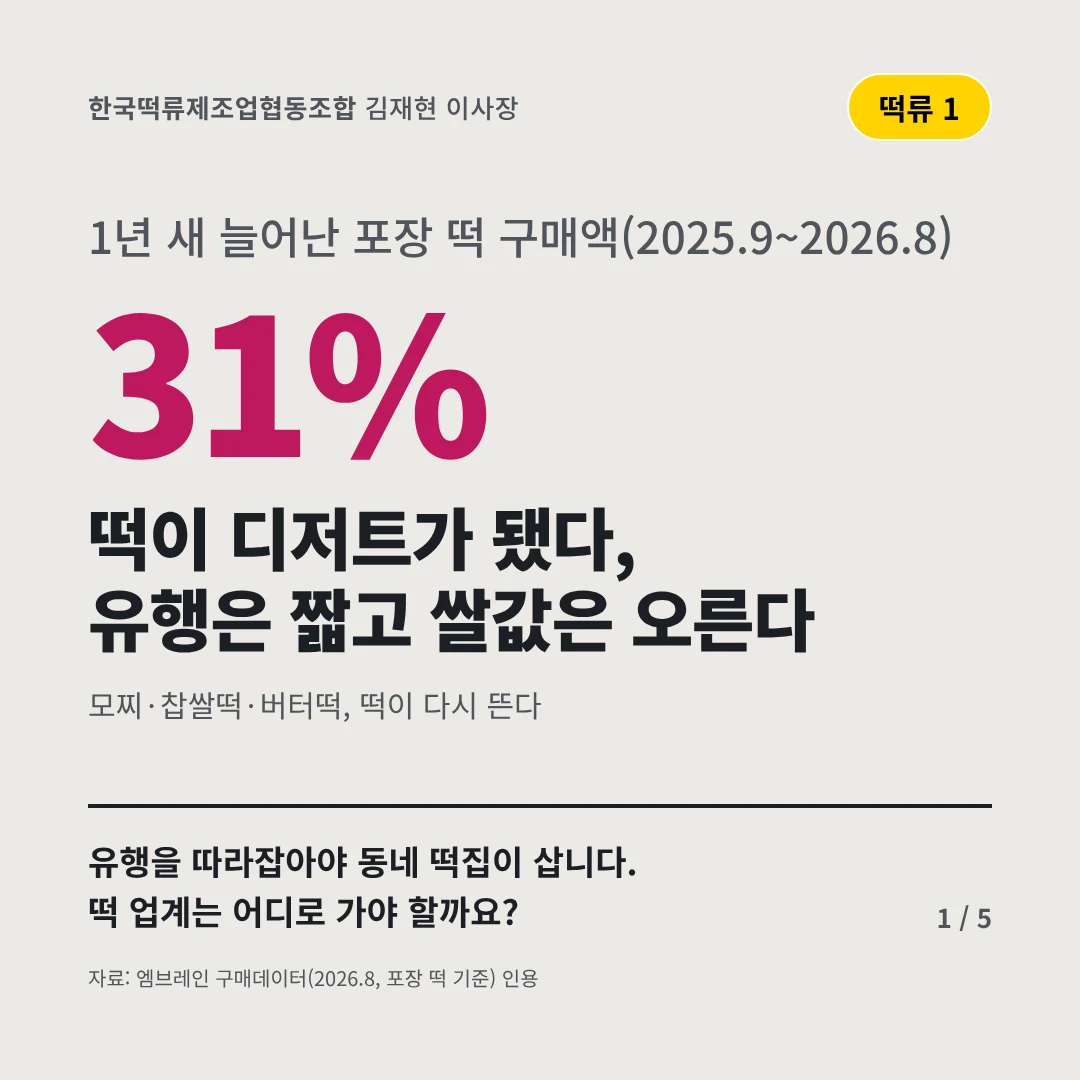 한국떡류제조업협동조합 김재현 이사장
떡류 1
1년 새 늘어난 포장 떡 구매액(2025.9~2026.8)
31%
떡이 디저트가 됐다,
유행은 짧고 쌀값은 오른다
모찌·찹쌀떡·버터떡, 떡이 다시 뜬다
유행을 따라잡아야 동네 떡집이 삽니다.
떡 업계는 어디로 가야 할까요?
1 / 5
자료: 엠브레인 구매데이터(2026.8, 포장 떡 기준) 인용